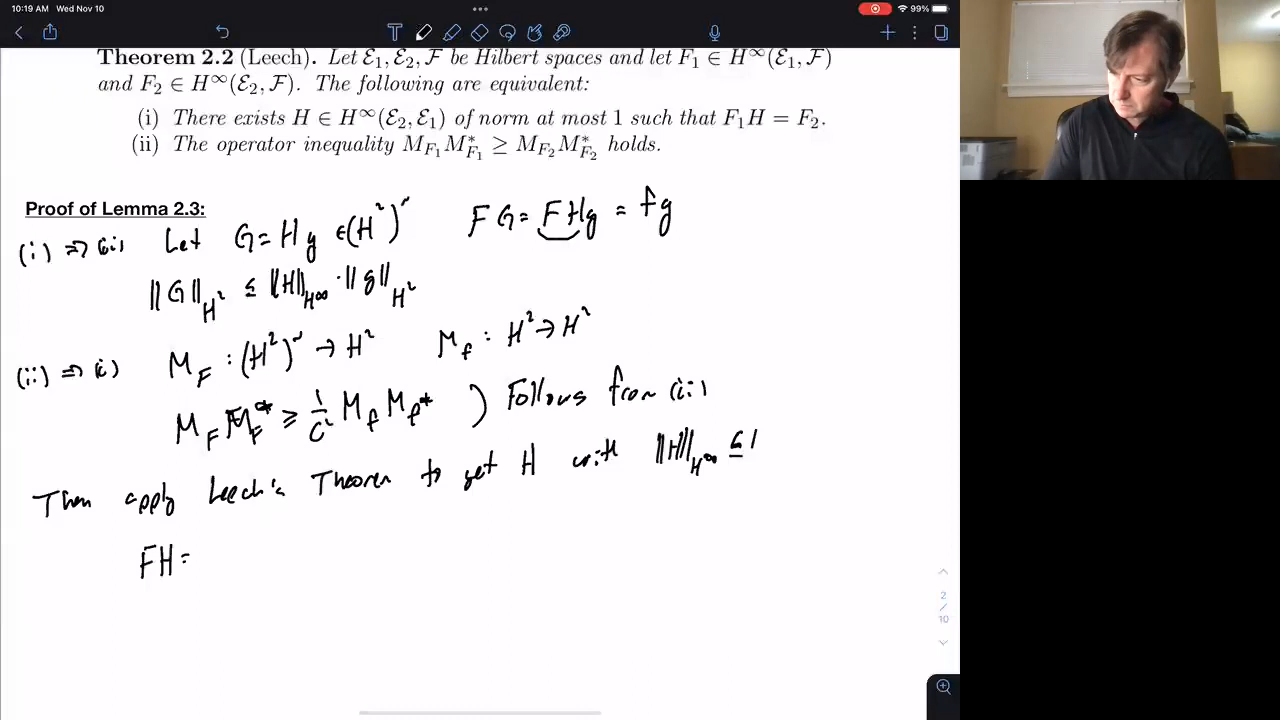 10:19 AM Wed Nov 10
99%
Theorem 2.2 (Leech). Let ℰ₁, ℰ₂, ℱ be Hilbert spaces and let F₁ ∈ H^∞(ℰ₁, ℱ)
and F₂ ∈ H^∞(ℰ₂, ℱ). The following are equivalent:
(i) There exists H ∈ H^∞(ℰ₂, ℰ₁) of norm at most 1 such that F₁H = F₂.
(ii) The operator inequality M_{F₁}M*_{F₁} ≥ M_{F₂}M*_{F₂} holds.
Proof of Lemma 2.3:
(i) ⇒ (ii) Let G = Hg ∈ (H²)^n F G = F H g = f g
‖G‖_{H²} ≤ ‖H‖_{H^∞} · ‖g‖_{H²}
(ii) ⇒ (i) M_F : (H²)^n → H² M_f : H² → H²
M_F M_F^* ≥ 1/C² M_f M_f^* ) Follows from (ii)
Then apply Leech's Theorem to get H with ‖H‖_{H^∞} ≤ 1
FH =
2
/
10